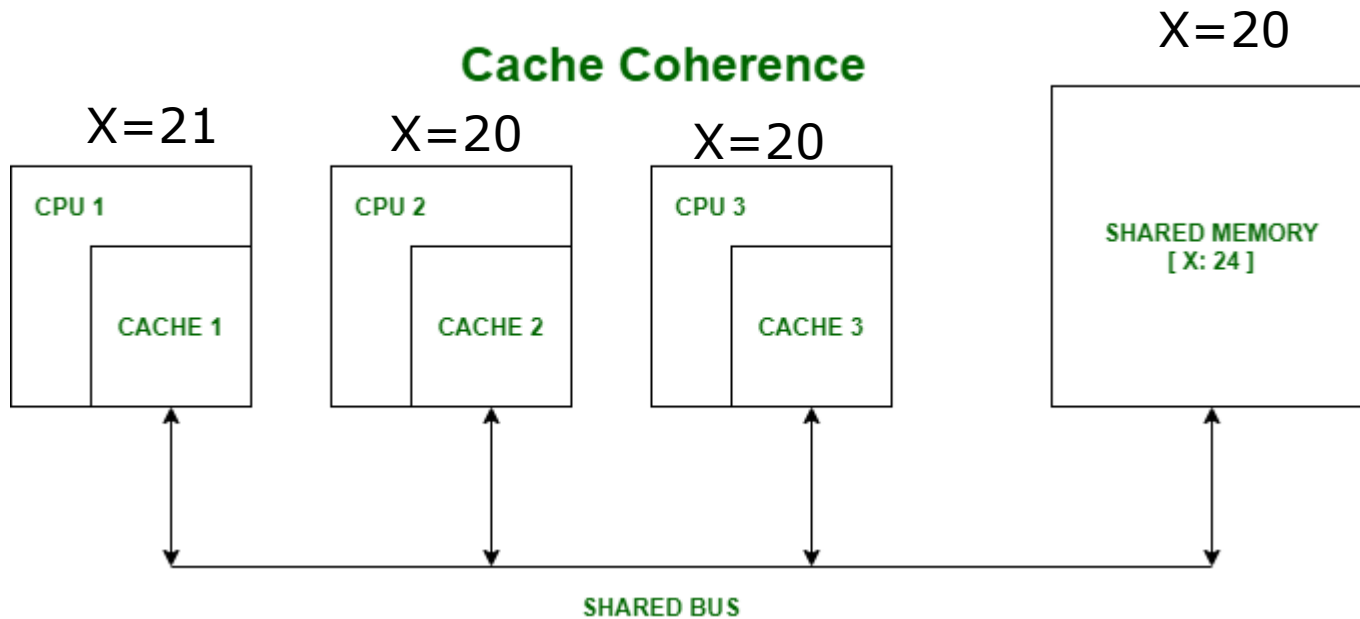 X=20
Cache Coherence
X=21
X=20
X=20
CPU 1
CPU 2
CPU 3
SHARED MEMORY
[ X: 24 ]
CACHE 1
CACHE 2
CACHE 3
SHARED BUS